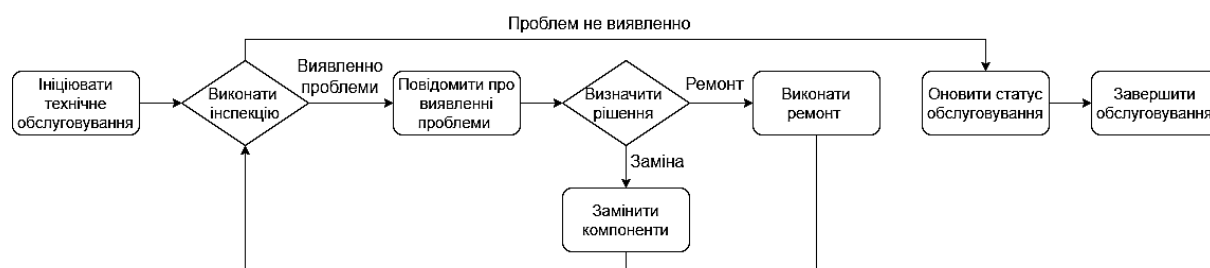 Проблем не виявленно
Ініціювати
технічне
обслуговування
Виконати
інспекцію
Виявленно
проблеми
Повідомити про
виявленні
проблеми
Визначити
рішення
Ремонт
Виконати
ремонт
Оновити статус
обслуговування
Завершити
обслуговування
Заміна
Замінити
компоненти